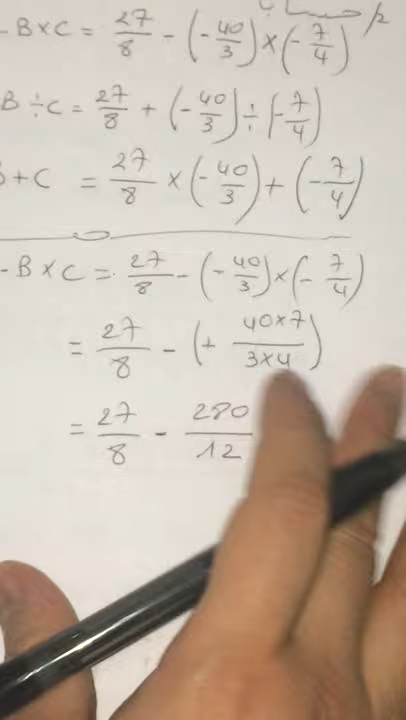 - B × C = 27/8 - (- 40/3) × (- 7/4)
B ÷ C = 27/8 + (- 40/3) ÷ (- 7/4)
+ C = 27/8 × (- 40/3) + (- 7/4)
- B × C = 27/8 - (- 40/3) × (- 7/4)
= 27/8 - (+ 40×7/3×4)
= 27/8 - 280/12